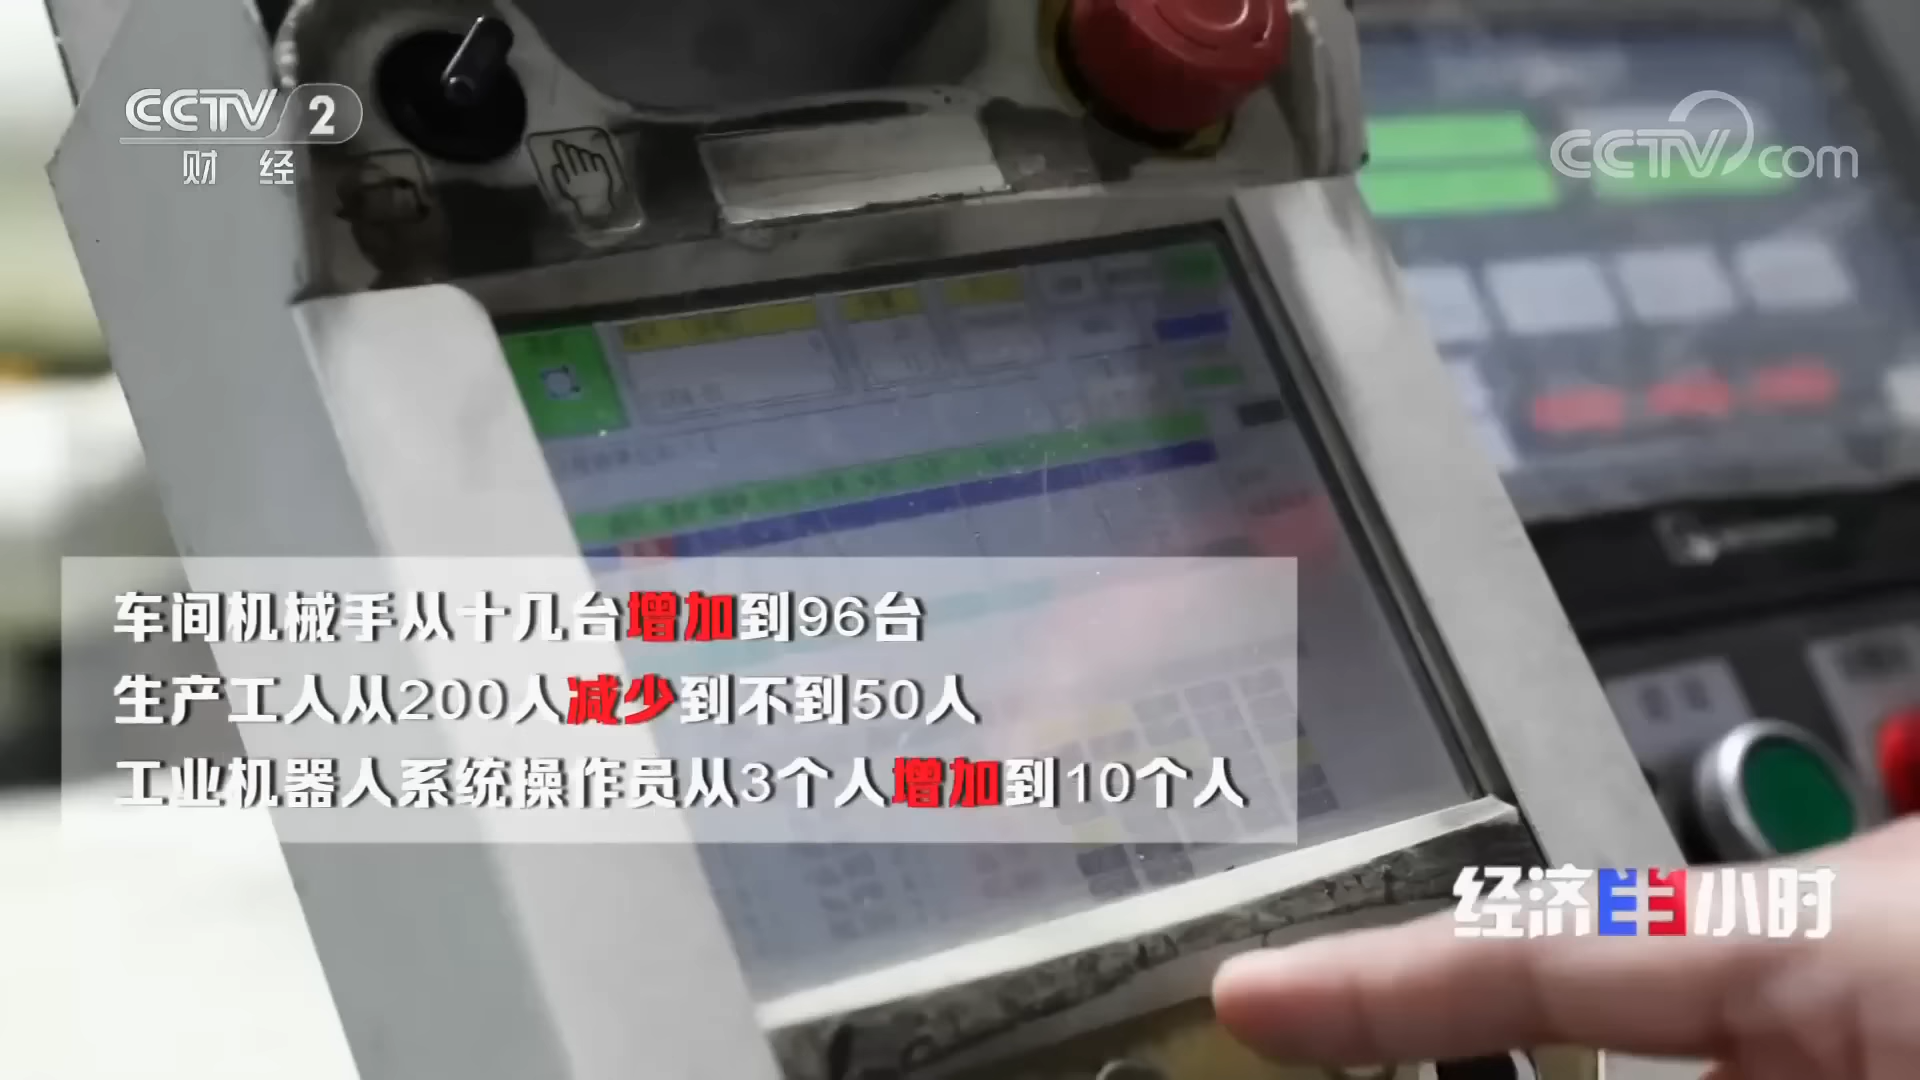 CCTV 2
财 经
CCTV.com
车间机械手从十几台增加到96台
生产工人从200人减少到不到50人
工业机器人系统操作员从3个人增加到10个人
经济半小时